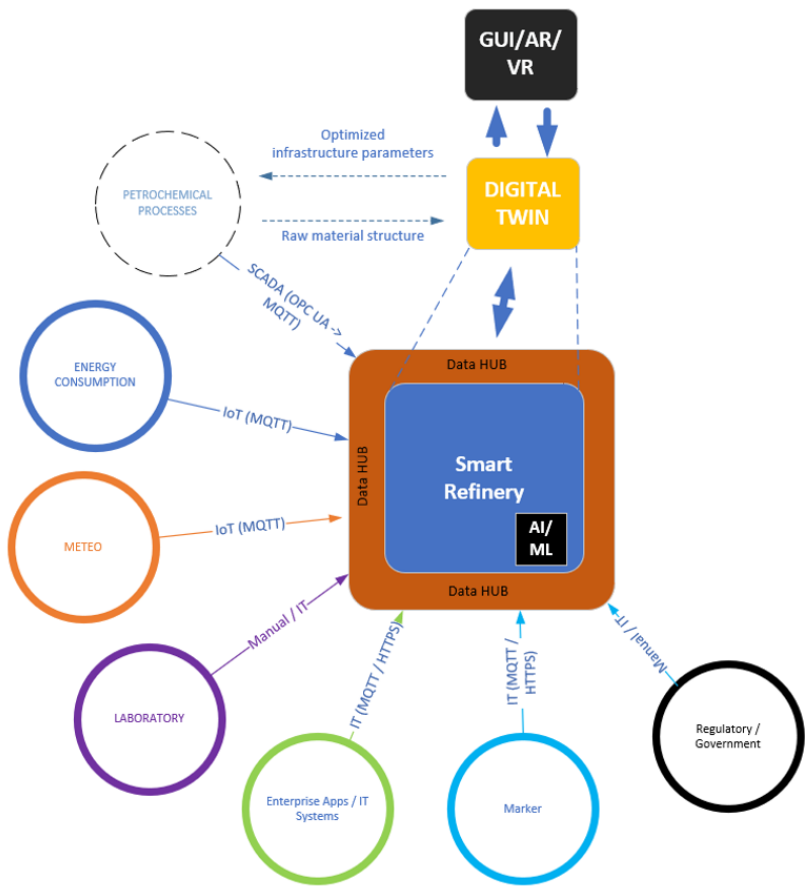 GUI/AR/
VR
Optimized
infrastructure parameters
PETROCHEMICAL
PROCESSES
DIGITAL
TWIN
Raw material structure
SCADA (OPC UA ->
MQTT)
ENERGY
CONSUMPTION
IoT (MQTT)
Data HUB
Data HUB
Smart
Refinery
AI/
ML
METEO
IoT (MQTT)
Data HUB
Manual / IT
LABORATORY
IT (MQTT / HTTPS)
IT (MQTT /
HTTPS)
Manual / IT
Regulatory /
Government
Enterprise Apps / IT
Systems
Marker